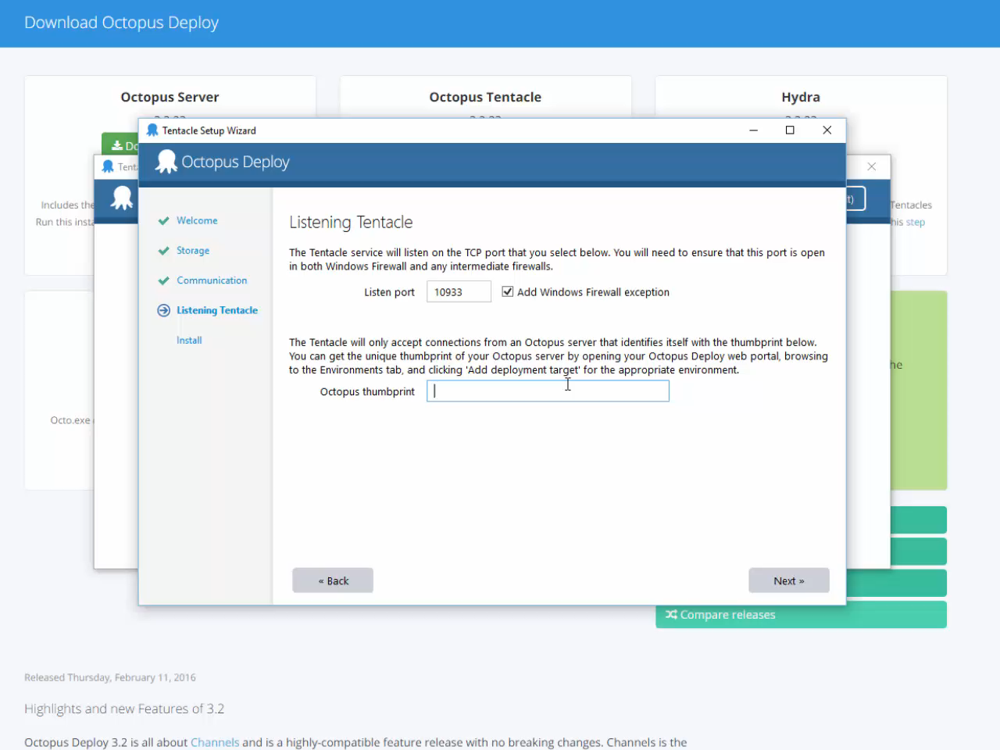 Download Octopus Deploy
Octopus Server
Octopus Tentacle
Hydra
Do
Tentacle Setup Wizard
Octopus Deploy
Includes the
Run this insta
Tentacles
his step
t)
Welcome
Storage
Communication
Listening Tentacle
Install
Listening Tentacle
The Tentacle service will listen on the TCP port that you select below. You will need to ensure that this port is open
in both Windows Firewall and any intermediate firewalls.
Listen port 10933 Add Windows Firewall exception
The Tentacle will only accept connections from an Octopus server that identifies itself with the thumbprint below.
You can get the unique thumbprint of your Octopus server by opening your Octopus Deploy web portal, browsing
to the Environments tab, and clicking 'Add deployment target' for the appropriate environment.
Octopus thumbprint
he
Octo.exe
« Back
Next »
Compare releases
Released Thursday, February 11, 2016
Highlights and new Features of 3.2
Octopus Deploy 3.2 is all about Channels and is a highly-compatible feature release with no breaking changes. Channels is the